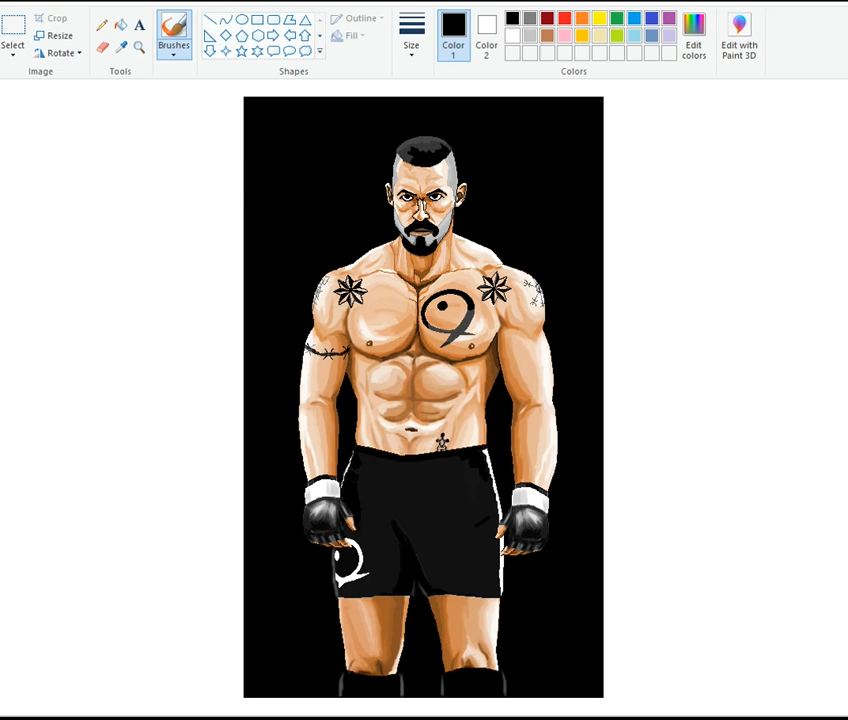 Select
Crop
Resize
Rotate
Image
A
Tools
Brushes
Shapes
Outline
Fill
Size
Color
1
Color
2
Colors
Edit
colors
Edit with
Paint 3D